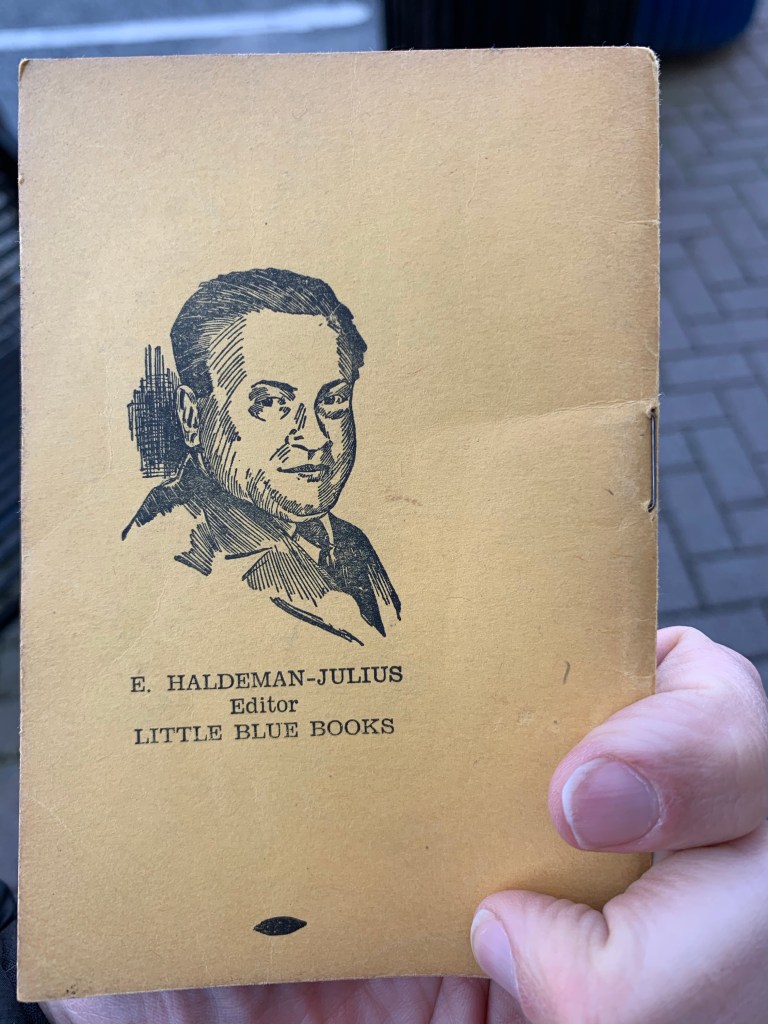 E. HALDEMAN-JULIUS
Editor
LITTLE BLUE BOOKS